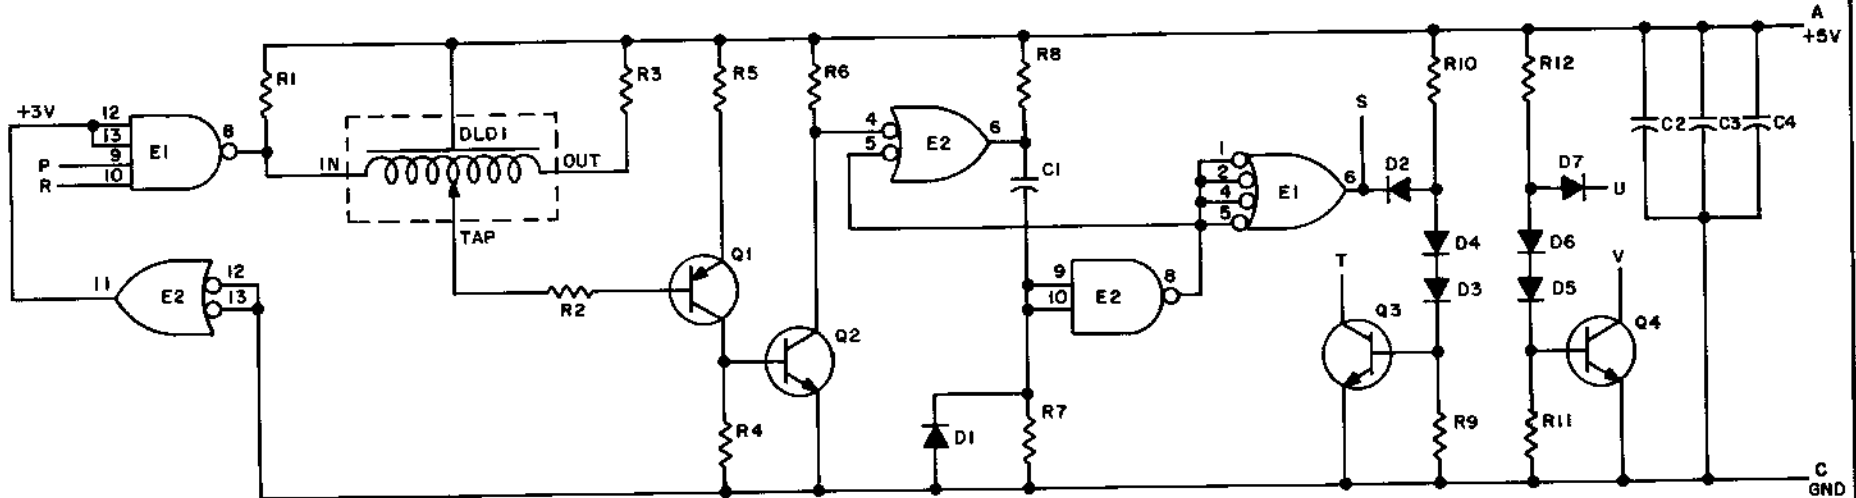 A
+5V
R1
R3
R5
R6
R8
R10
R12
+3V
12
13
9
10
P
R
E1
8
DLD1
IN
OUT
TAP
4
5
E2
6
C1
1
2
4
5
E1
6
S
D2
D7
U
C2
C3
C4
11
E2
12
13
R2
Q1
Q2
9
10
E2
8
D4
D3
D6
D5
T
V
Q3
Q4
R4
D1
R7
R9
R11
C
GND